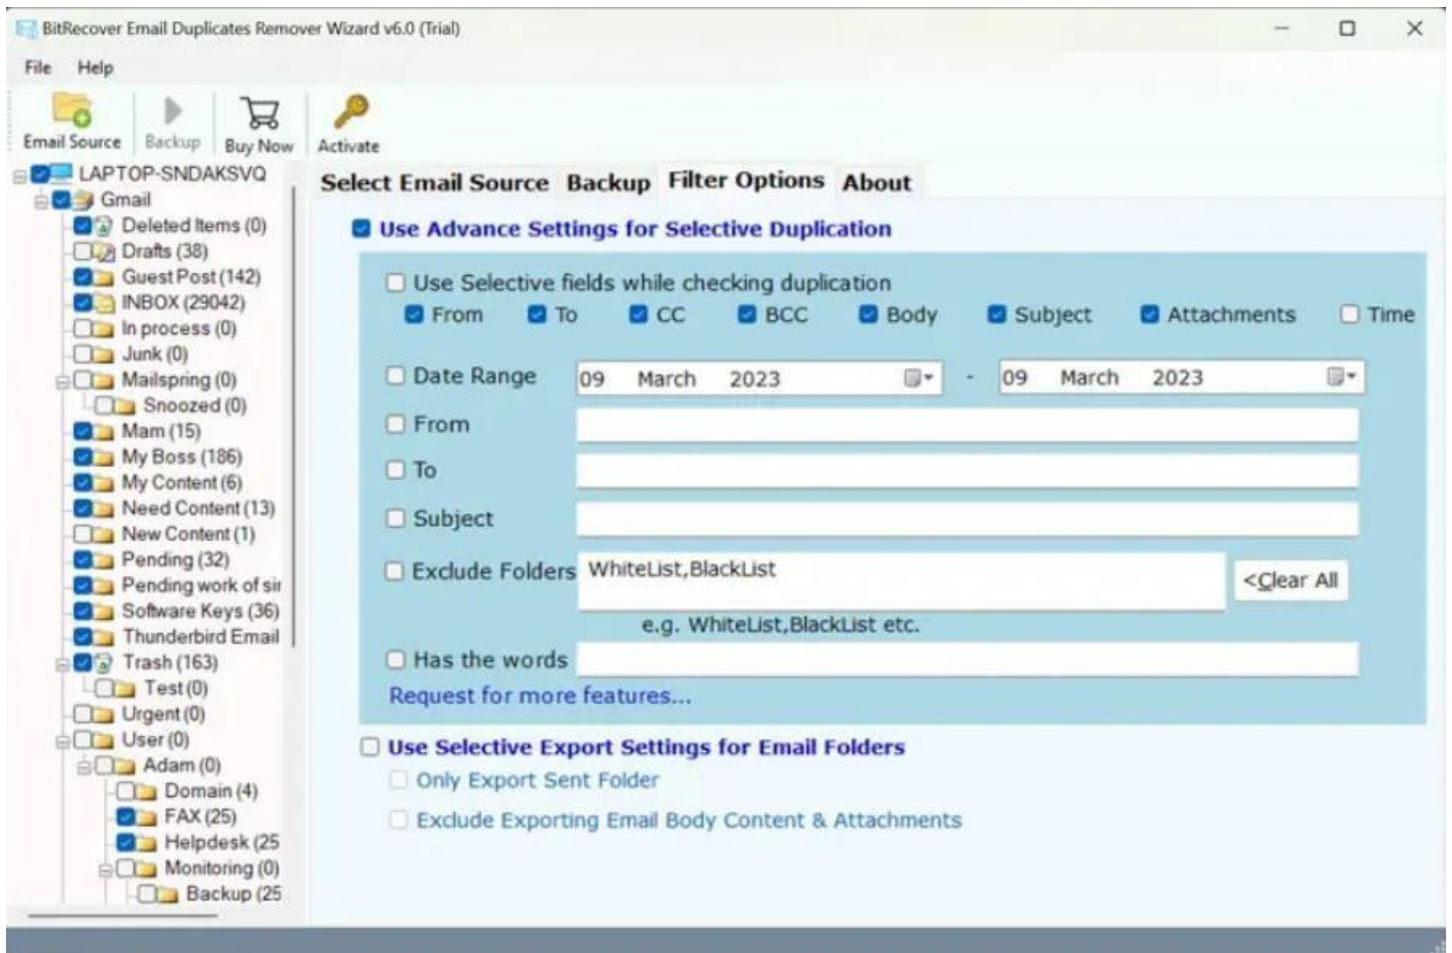 BitRecover Email Duplicates Remover Wizard v6.0 (Trial)
File Help
Email Source Backup Buy Now Activate
LAPTOP-SNDAKSVQ
Gmail
Deleted Items (0)
Drafts (38)
Guest Post (142)
INBOX (29042)
In process (0)
Junk (0)
Mailspring (0)
Snoozed (0)
Mam (15)
My Boss (186)
My Content (6)
Need Content (13)
New Content (1)
Pending (32)
Pending work of sir
Software Keys (36)
Thunderbird Email
Trash (163)
Test (0)
Urgent (0)
User (0)
Adam (0)
Domain (4)
FAX (25)
Helpdesk (25
Monitoring (0)
Backup (25
Select Email Source Backup Filter Options About
Use Advance Settings for Selective Duplication
Use Selective fields while checking duplication
From To CC BCC Body Subject Attachments Time
Date Range 09 March 2023 - 09 March 2023
From
To
Subject
Exclude Folders WhiteList,BlackList <Clear All
e.g. WhiteList,BlackList etc.
Has the words
Request for more features...
Use Selective Export Settings for Email Folders
Only Export Sent Folder
Exclude Exporting Email Body Content & Attachments